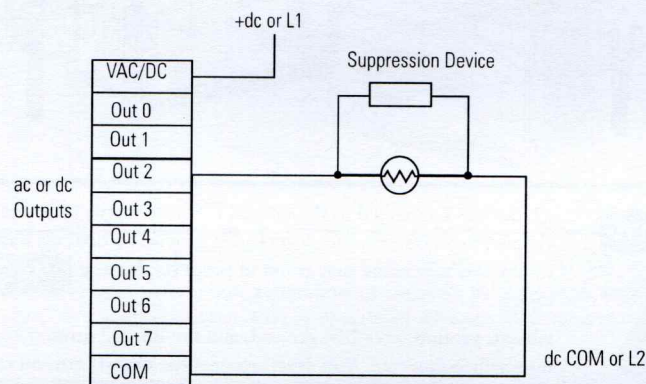 +dc or L1
Suppression Device
VAC/DC
Out 0
Out 1
Out 2
ac or dc
Outputs
Out 3
Out 4
Out 5
Out 6
Out 7
dc COM or L2
COM